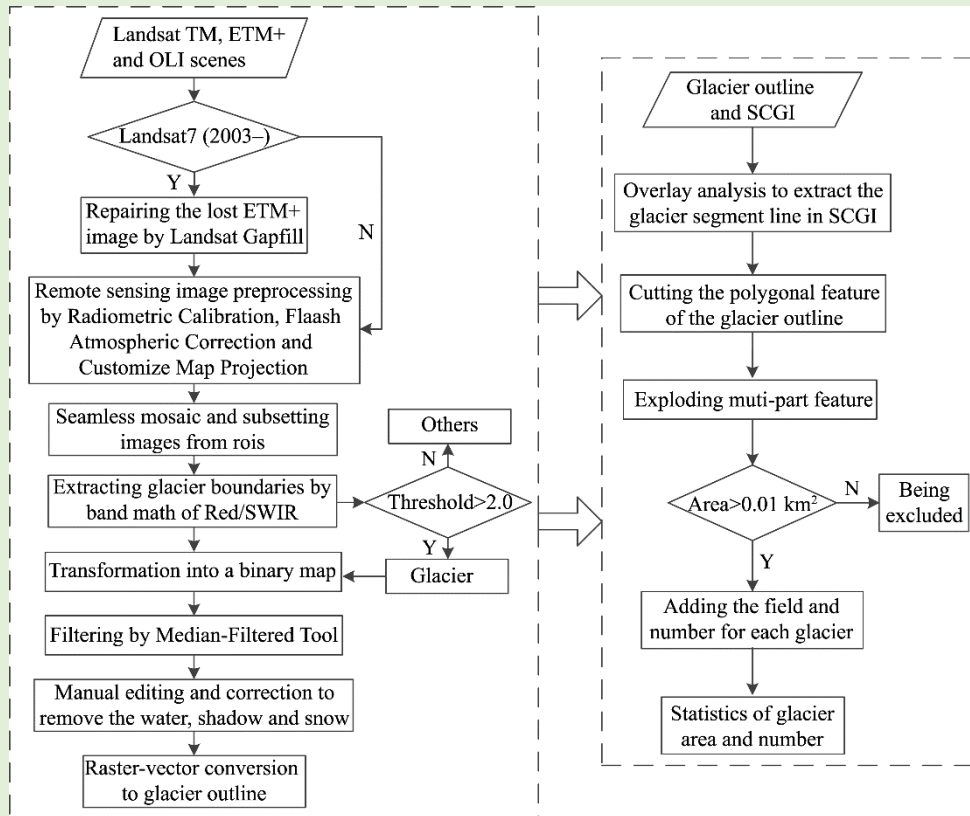 Landsat TM, ETM+
and OLI scenes
Landsat7 (2003–)
Y
N
Repairing the lost ETM+
image by Landsat Gapfill
Remote sensing image preprocessing
by Radiometric Calibration, Flaash
Atmospheric Correction and
Customize Map Projection
Seamless mosaic and subsetting
images from rois
Extracting glacier boundaries by
band math of Red/SWIR
Others
N
Threshold>2.0
Y
Glacier
Transformation into a binary map
Filtering by Median-Filtered Tool
Manual editing and correction to
remove the water, shadow and snow
Raster-vector conversion
to glacier outline
Glacier outline
and SCGI
Overlay analysis to extract the
glacier segment line in SCGI
Cutting the polygonal feature
of the glacier outline
Exploding muti-part feature
Area>0.01 km²
N
Being
excluded
Y
Adding the field and
number for each glacier
Statistics of glacier
area and number